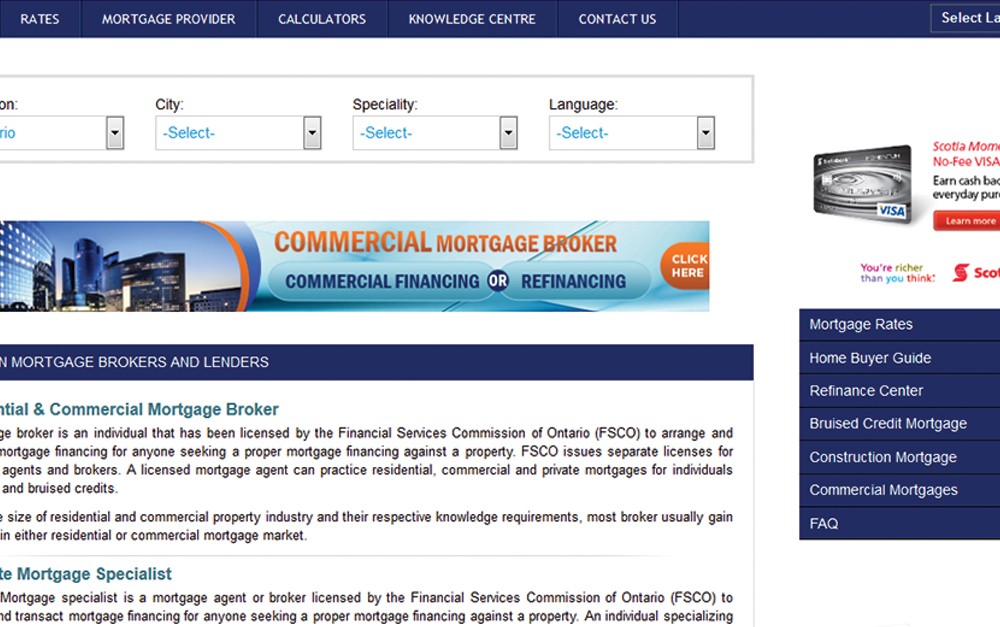 RATES
MORTGAGE PROVIDER
CALCULATORS
KNOWLEDGE CENTRE
CONTACT US
Select La
on:
City:
Speciality:
Language:
rio
-Select-
-Select-
-Select-
Scotia Mome
No-Fee VISA
Earn cash bac
everyday purc
Learn more
VISA
You're richer
than you think.
Scot
COMMERCIAL MORTGAGE BROKER
COMMERCIAL FINANCING OR REFINANCING
CLICK
HERE
Mortgage Rates
Home Buyer Guide
Refinance Center
Bruised Credit Mortgage
Construction Mortgage
Commercial Mortgages
FAQ
N MORTGAGE BROKERS AND LENDERS
ntial & Commercial Mortgage Broker
ge broker is an individual that has been licensed by the Financial Services Commission of Ontario (FSCO) to arrange and
mortgage financing for anyone seeking a proper mortgage financing against a property. FSCO issues separate licenses for
agents and brokers. A licensed mortgage agent can practice residential, commercial and private mortgages for individuals
and bruised credits.
e size of residential and commercial property industry and their respective knowledge requirements, most broker usually gain
in either residential or commercial mortgage market.
te Mortgage Specialist
Mortgage specialist is a mortgage agent or broker licensed by the Financial Services Commission of Ontario (FSCO) to
nd transact mortgage financing for anyone seeking a proper mortgage financing against a property. An individual specializing